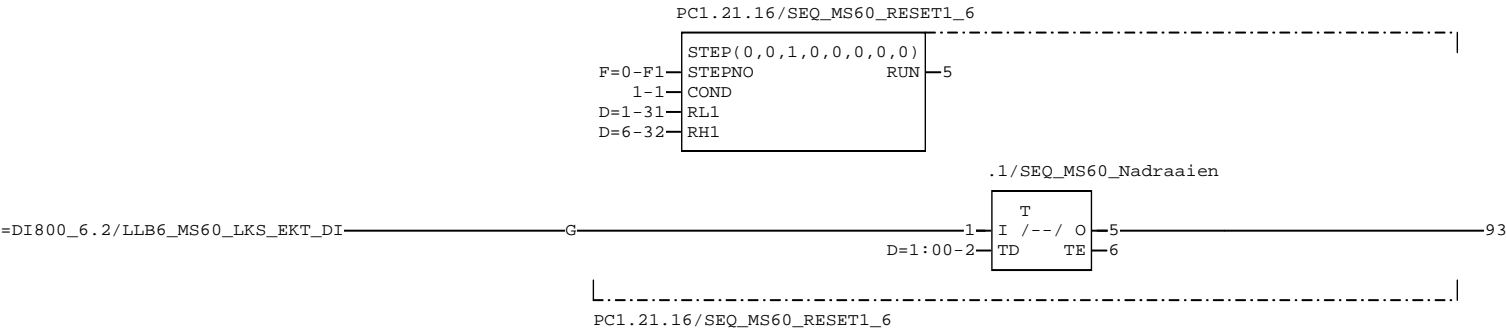 PC1.21.16/SEQ_MS60_RESET1_6
STEP(0,0,1,0,0,0,0,0)
F=0-F1 STEPNO RUN 5
1-1 COND
D=1-31 RL1
D=6-32 RH1
.1/SEQ_MS60_Nadraaien
T
=DI800_6.2/LLB6_MS60_LKS_EKT_DI G 1 I /--/ O 5 93
D=1:00-2 TD TE 6
PC1.21.16/SEQ_MS60_RESET1_6